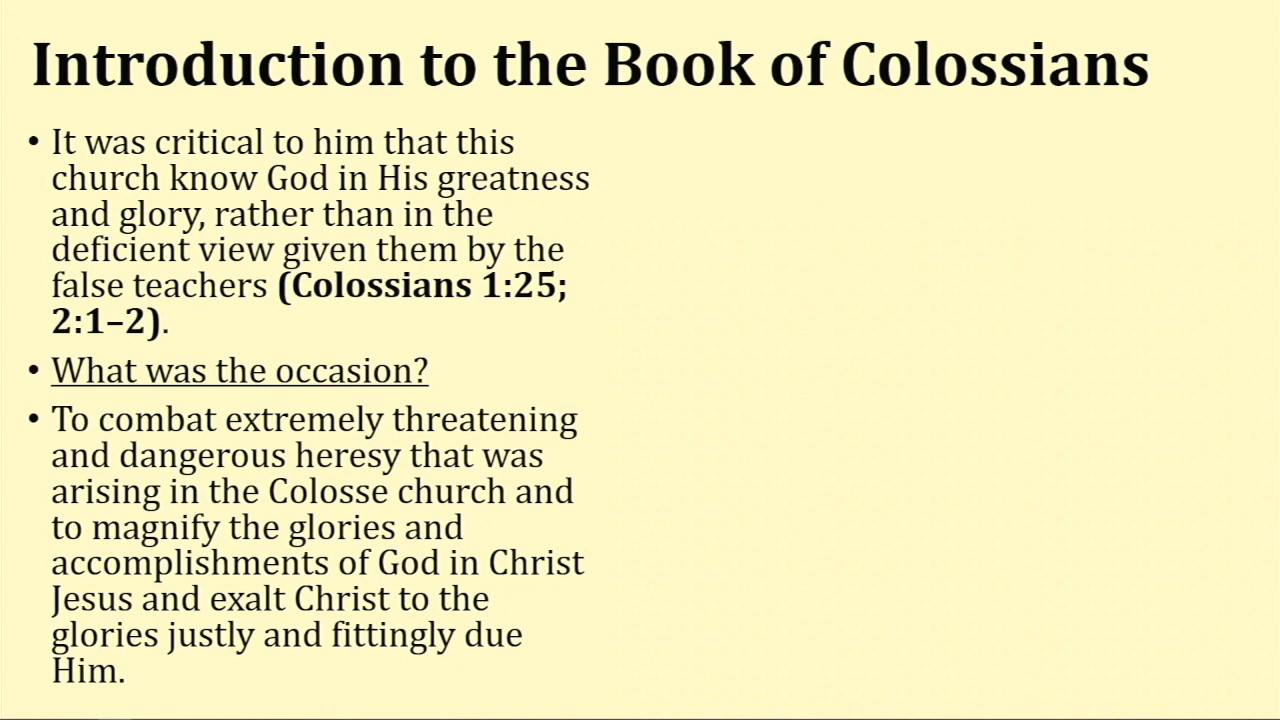 Introduction to the Book of Colossians
• It was critical to him that this
church know God in His greatness
and glory, rather than in the
deficient view given them by the
false teachers (Colossians 1:25;
2:1–2).
• What was the occasion?
• To combat extremely threatening
and dangerous heresy that was
arising in the Colosse church and
to magnify the glories and
accomplishments of God in Christ
Jesus and exalt Christ to the
glories justly and fittingly due
Him.